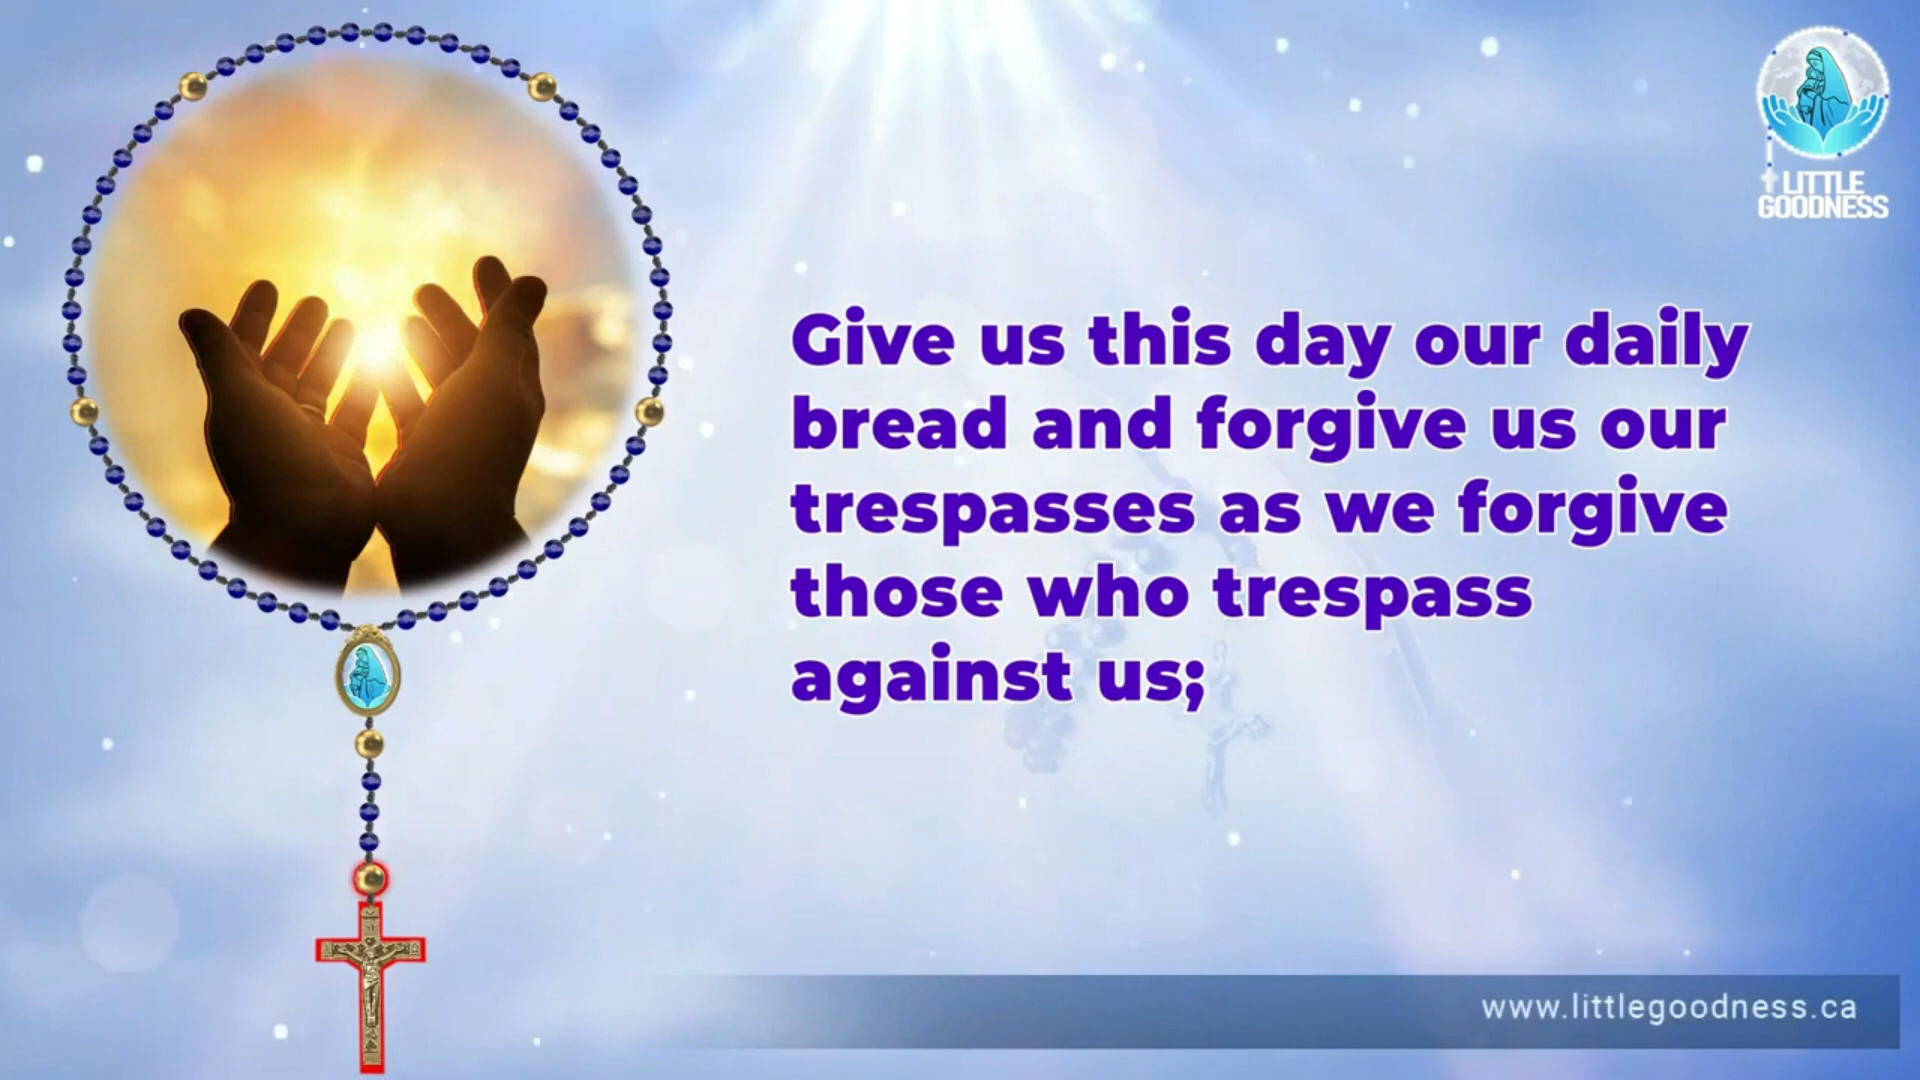 LITTLE
GOODNESS
Give us this day our daily
bread and forgive us our
trespasses as we forgive
those who trespass
against us;
www.littlegoodness.ca